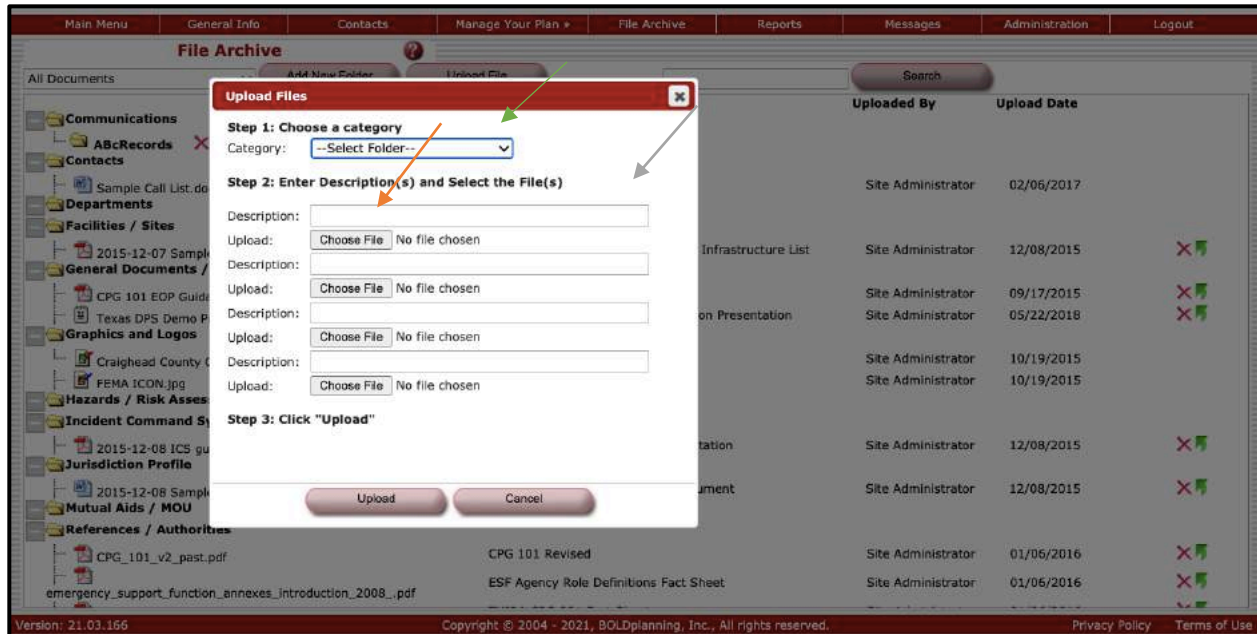 Main Menu General Info Contacts Manage Your Plan » File Archive Reports Messages Administration Logout
File Archive ?
All Documents Add New Folder Upload File Search
Upload Files
Uploaded By Upload Date
Communications
Step 1: Choose a category
ABcRecords
Category: --Select Folder--
Contacts
Sample Call List.do Site Administrator 02/06/2017
Step 2: Enter Description(s) and Select the File(s)
Departments
Description:
Facilities / Sites
Upload: Choose File No file chosen
2015-12-07 Sample Infrastructure List Site Administrator 12/08/2015
Description:
General Documents /
Upload: Choose File No file chosen
CPG 101 EOP Guida Site Administrator 09/17/2015
Description:
Texas DPS Demo P on Presentation Site Administrator 05/22/2018
Graphics and Logos
Upload: Choose File No file chosen
Craighead County C Site Administrator 10/19/2015
Description:
FEMA ICON.jpg Site Administrator 10/19/2015
Upload: Choose File No file chosen
Hazards / Risk Asses
Incident Command Sy
Step 3: Click "Upload"
2015-12-08 ICS gu tation Site Administrator 12/08/2015
Jurisdiction Profile
2015-12-08 Sample ument Site Administrator 12/08/2015
Upload Cancel
Mutual Aids / MOU
References / Authorities
CPG_101_v2_past.pdf CPG 101 Revised Site Administrator 01/06/2016
emergency_support_function_annexes_introduction_2008_.pdf ESF Agency Role Definitions Fact Sheet Site Administrator 01/06/2016
Version: 21.03.166 Copyright © 2004 - 2021, BOLDplanning, Inc., All rights reserved. Privacy Policy Terms of Use